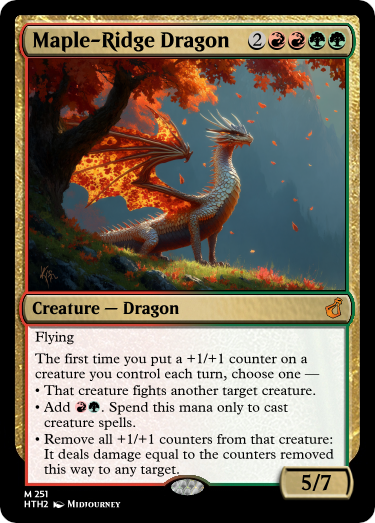 Maple-Ridge Dragon 2
Creature — Dragon
Flying
The first time you put a +1/+1 counter on a
creature you control each turn, choose one —
• That creature fights another target creature.
• Add . Spend this mana only to cast
creature spells.
• Remove all +1/+1 counters from that creature:
It deals damage equal to the counters removed
this way to any target.
5/7
M 251
HTH2 Midjourney